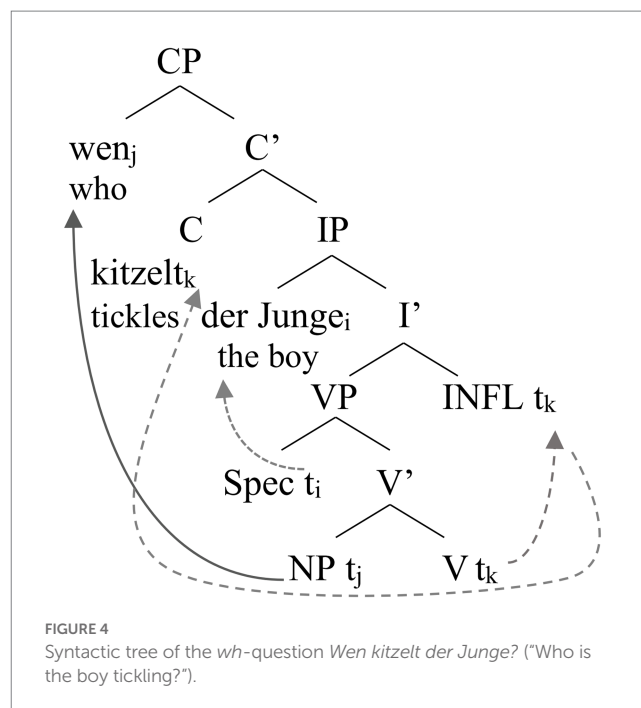 CP
wenⱼ C’
who
C IP
kitzeltₖ
tickles der Jungeᵢ I’
the boy
VP INFL tₖ
Spec tᵢ V’
NP tⱼ V tₖ
FIGURE 4
Syntactic tree of the wh-question Wen kitzelt der Junge? (“Who is
the boy tickling?”).